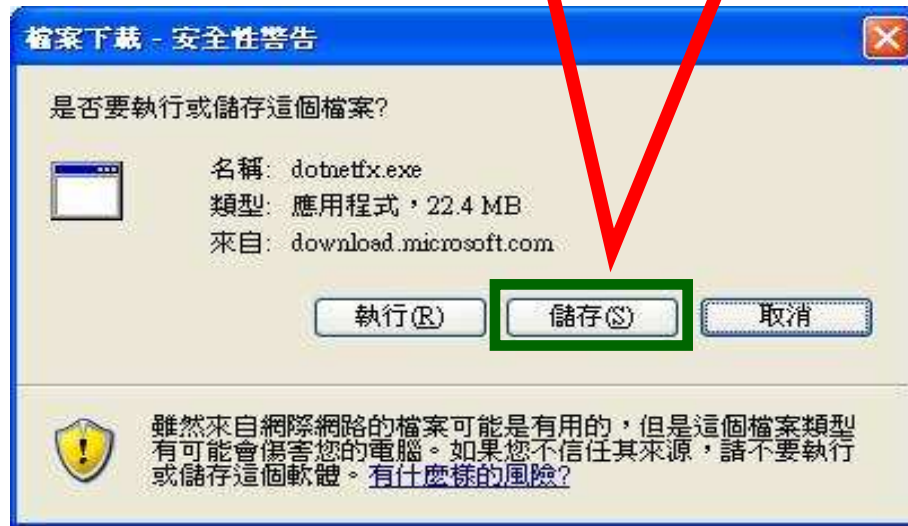 檔案下載 - 安全性警告
是否要執行或儲存這個檔案?
名稱: dotnetfx.exe
類型: 應用程式，22.4 MB
來自: download.microsoft.com
執行(R) 儲存(S) 取消
雖然來自網際網路的檔案可能是有用的，但是這個檔案類型
有可能會傷害您的電腦。如果您不信任其來源，請不要執行
或儲存這個軟體。有什麼樣的風險?